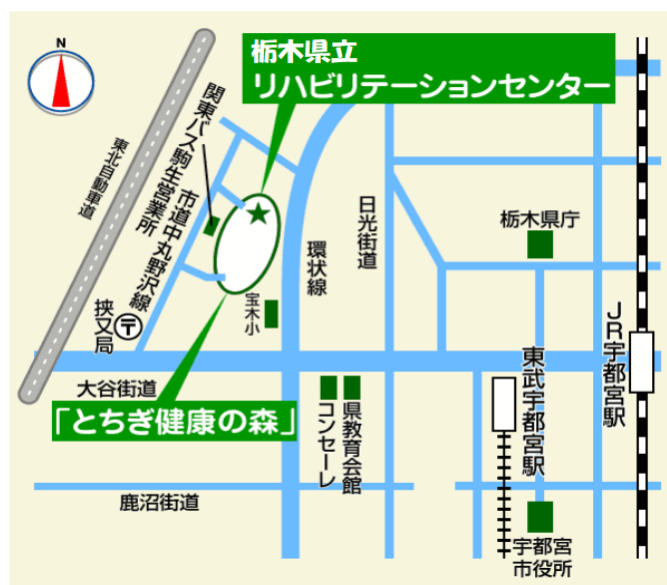 N
栃木県立
リハビリテーションセンター
関東バス駒生営業所
東北自動車道
市道中丸野沢線
日光街道
栃木県庁
環状線
宝木小
挟又局
〒
JR宇都宮駅
東武宇都宮駅
大谷街道
「とちぎ健康の森」
コンセーレ
県教育会館
鹿沼街道
宇都宮
市役所